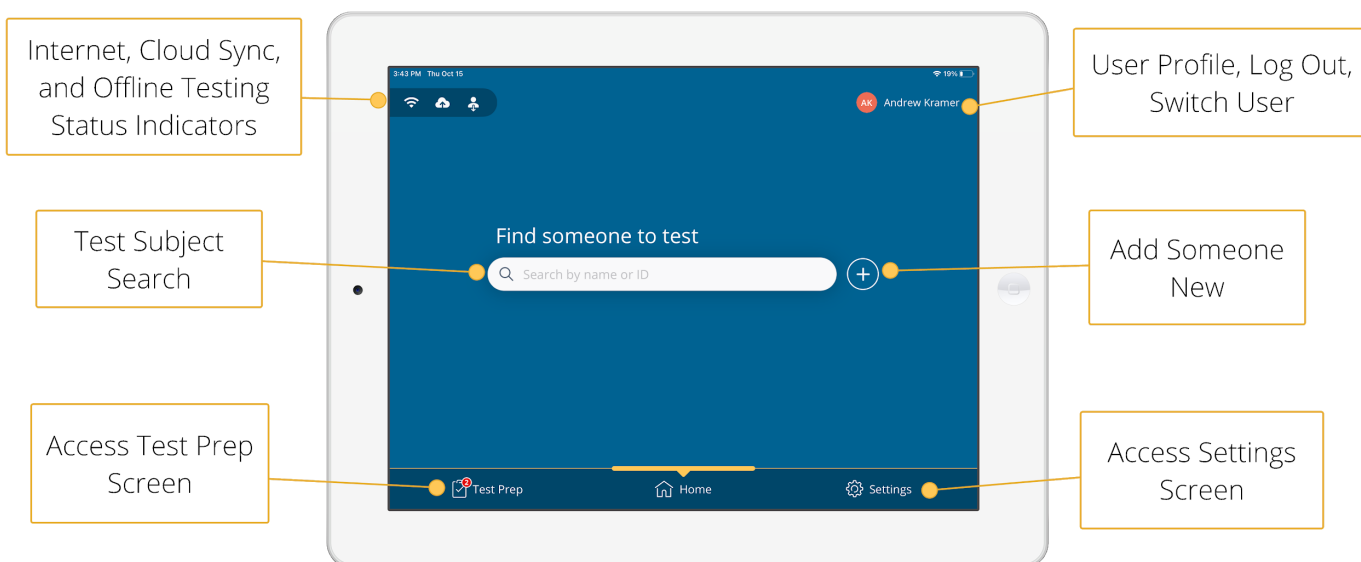 Internet, Cloud Sync,
and Offline Testing
Status Indicators
User Profile, Log Out,
Switch User
3:43 PM Thu Oct 15
19%
AK Andrew Kramer
Test Subject
Search
Find someone to test
Search by name or ID
Add Someone
New
Access Test Prep
Screen
2
Test Prep
Home
Settings
Access Settings
Screen